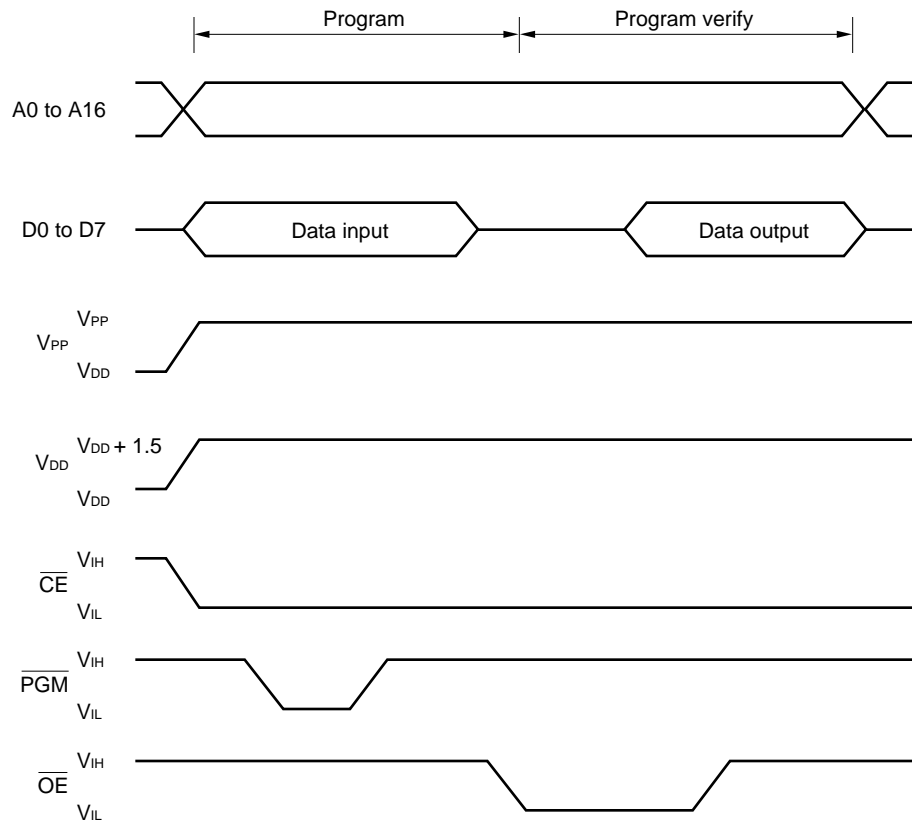 Program
Program verify
A0 to A16
D0 to D7
Data input
Data output
VPP
VPP
VDD
VDD + 1.5
VDD
VDD
VIH
CE
VIL
VIH
PGM
VIL
VIH
OE
VIL